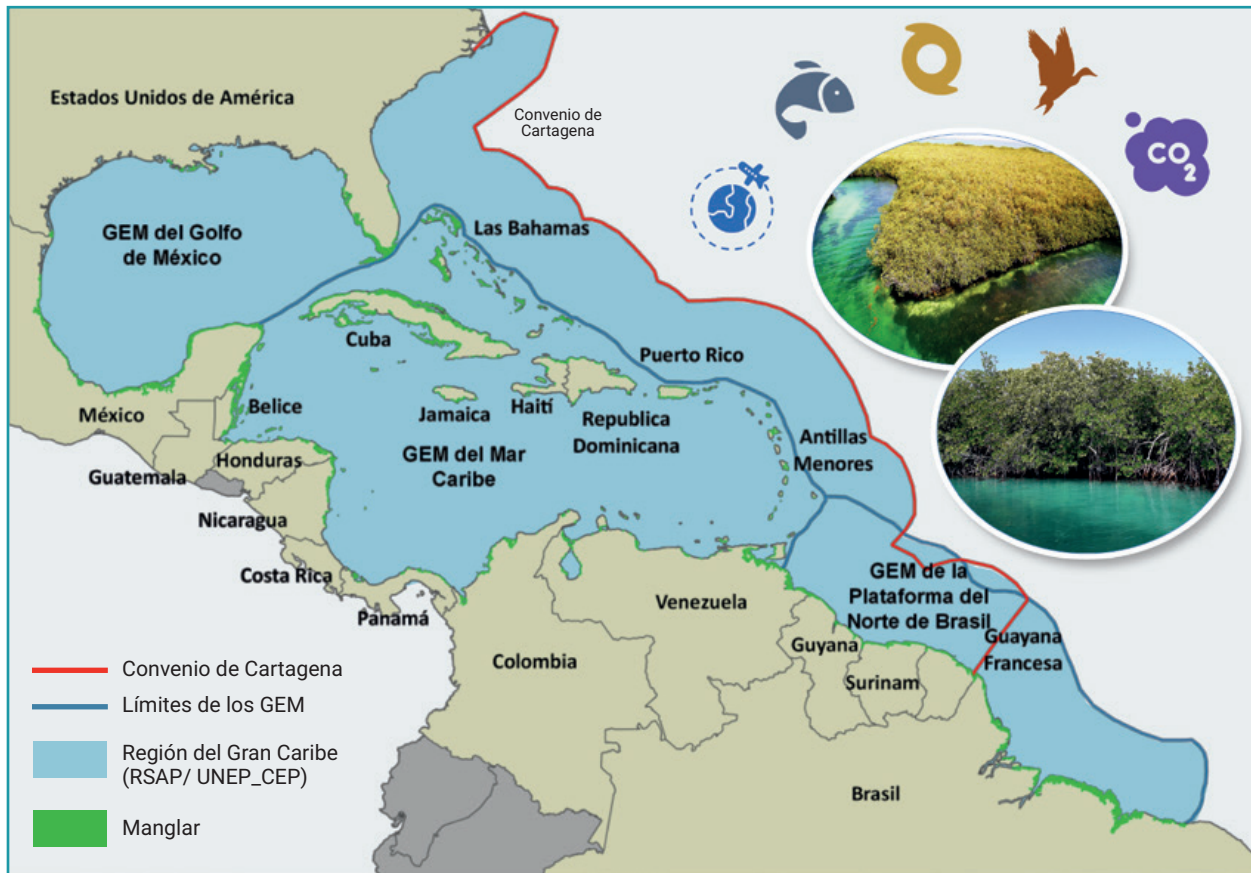 Estados Unidos de América
Convenio de
Cartagena
CO2
GEM del Golfo
de México
Las Bahamas
Cuba
Puerto Rico
México
Belice
Jamaica
Haití
Republica
Dominicana
Antillas
Menores
Honduras
Guatemala
GEM del Mar
Caribe
Nicaragua
Costa Rica
Panamá
Venezuela
GEM de la
Plataforma del
Norte de Brasil
Guyana
Guayana
Francesa
Colombia
Surinam
Brasil
Convenio de Cartagena
Límites de los GEM
Región del Gran Caribe
(RSAP/ UNEP_CEP)
Manglar